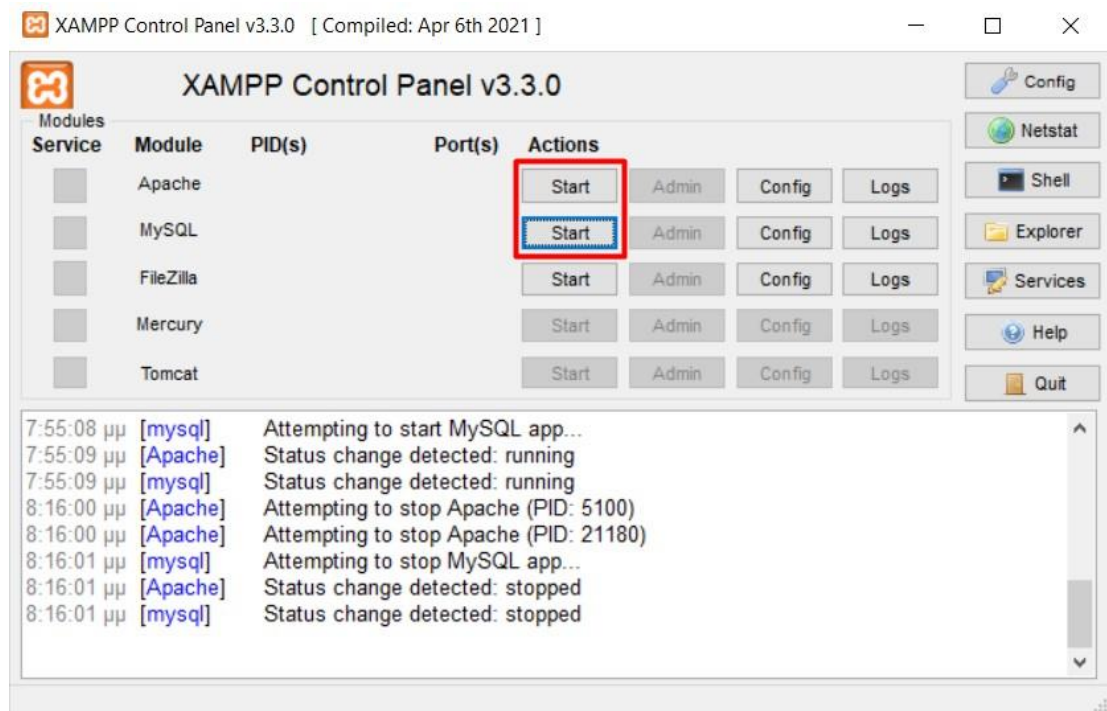 XAMPP Control Panel v3.3.0 [ Compiled: Apr 6th 2021 ]
XAMPP Control Panel v3.3.0
Config
Modules
Netstat
Service Module PID(s) Port(s) Actions
Apache Start Admin Config Logs
Shell
MySQL Start Admin Config Logs
Explorer
FileZilla Start Admin Config Logs
Services
Mercury Start Admin Config Logs
Help
Tomcat Start Admin Config Logs
Quit
7:55:08 μμ [mysql] Attempting to start MySQL app...
7:55:09 μμ [Apache] Status change detected: running
7:55:09 μμ [mysql] Status change detected: running
8:16:00 μμ [Apache] Attempting to stop Apache (PID: 5100)
8:16:00 μμ [Apache] Attempting to stop Apache (PID: 21180)
8:16:01 μμ [mysql] Attempting to stop MySQL app...
8:16:01 μμ [Apache] Status change detected: stopped
8:16:01 μμ [mysql] Status change detected: stopped